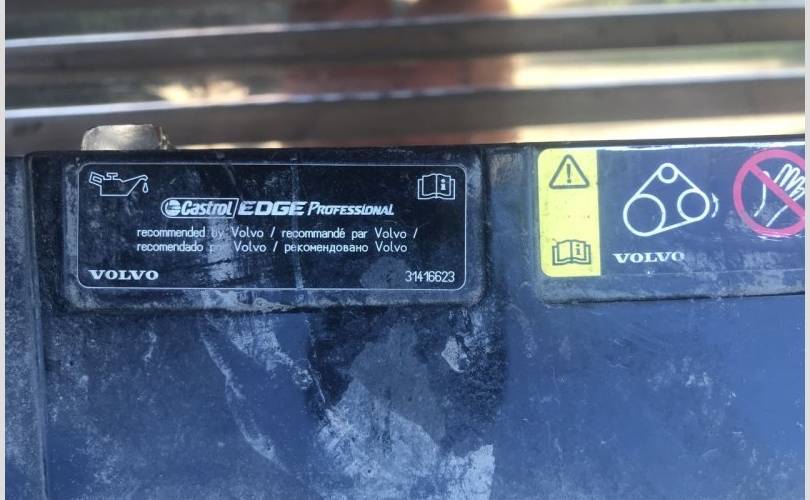 Castrol EDGE PROFESSIONAL
recommended by Volvo / recommandé par Volvo /
recomendado por Volvo / рекомендовано Volvo
VOLVO 31416623
VOLVO